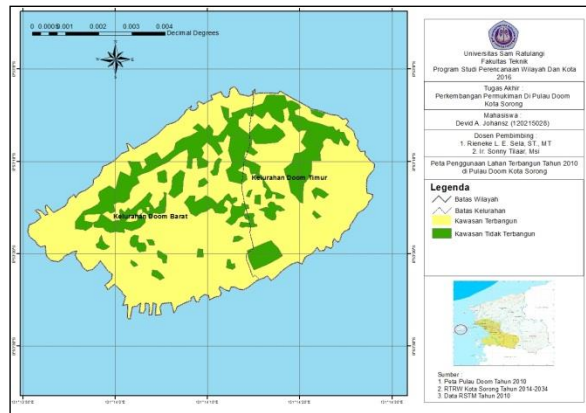 0 0.0005 0.001 0.002 0.003 0.004
Decimal Degrees
Kelurahan Doom Timur
Kelurahan Doom Barat
Universitas Sam Ratulangi
Fakultas Teknik
Program Studi Perencanaan Wilayah Dan Kota
2016
Tugas Akhir :
Perkembangan Permukiman Di Pulau Doom
Kota Sorong
Mahasiswa :
Devid A. Johansz (120215026)
Dosen Pembimbing :
1. Rieneke L. E. Sela, ST., MT
2. Ir. Sonny Tilaar, Msi
Peta Penggunaan Lahan Terbangun Tahun 2010
di Pulau Doom Kota Sorong
Legenda
Batas Wilayah
Batas Kelurahan
Kawasan Terbangun
Kawasan Tidak Terbangun
Sumber
1. Peta Pulau Doom Tahun 2010
2. RTRW Kota Sorong Tahun 2014-2034
3. Data RSTM Tahun 2010